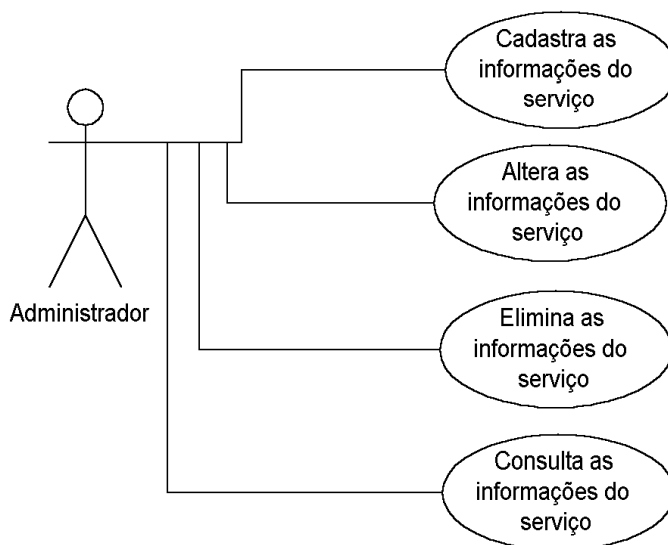 Cadastra as
informações do
serviço
Altera as
informações do
serviço
Administrador
Elimina as
informações do
serviço
Consulta as
informações do
serviço